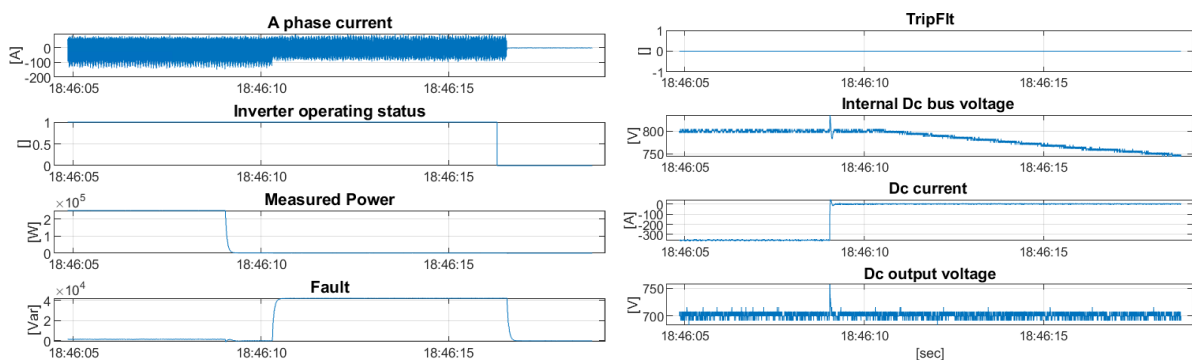 A phase current
[A]
0
-100
-200
18:46:05 18:46:10 18:46:15
Inverter operating status
[]
1
0.5
0
18:46:05 18:46:10 18:46:15
×10⁵
Measured Power
[W]
2
1
0
18:46:05 18:46:10 18:46:15
×10⁴
Fault
[Var]
4
2
0
18:46:05 18:46:10 18:46:15
TripFlt
[]
1
0
-1
18:46:05 18:46:10 18:46:15
Internal Dc bus voltage
[V]
800
750
18:46:05 18:46:10 18:46:15
Dc current
[A]
0
-100
-200
-300
18:46:05 18:46:10 18:46:15
Dc output voltage
[V]
750
700
18:46:05 18:46:10 18:46:15
[sec]